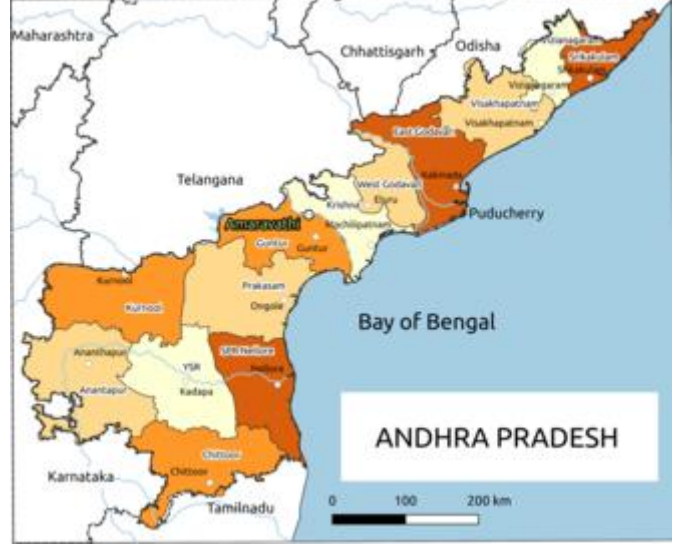 Maharashtra
Chhattisgarh
Odisha
Vizianagaram
Srikakulam
Srikakulam
Vizianagaram
Visakhapatnam
Visakhapatnam
East Godavari
Kakinada
Telangana
West Godavari
Eluru
Krishna
Machilipatnam
Puducherry
Amaravathi
Guntur
Guntur
Kurnool
Kurnool
Prakasam
Ongole
Bay of Bengal
Ananthapur
Anantapur
YSR
Kadapa
SPR Nellore
Nellore
ANDHRA PRADESH
Chittoor
Chittoor
Karnataka
Tamilnadu
0 100 200 km